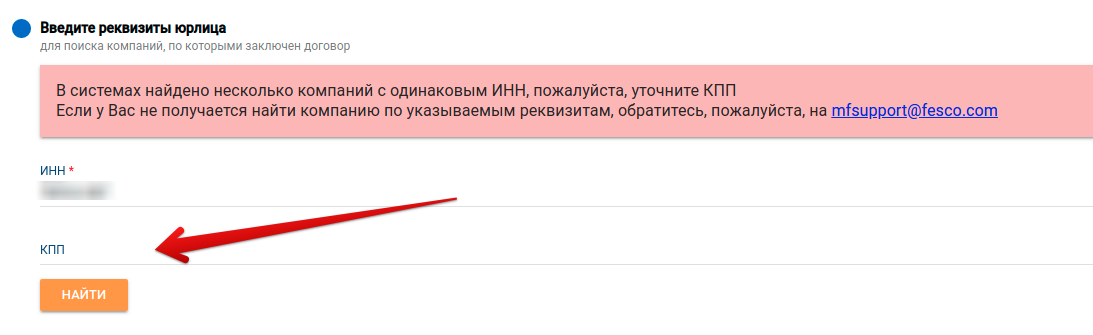 Введите реквизиты юрлица
для поиска компаний, по которыми заключен договор
В системах найдено несколько компаний с одинаковым ИНН, пожалуйста, уточните КПП
Если у Вас не получается найти компанию по указываемым реквизитам, обратитесь, пожалуйста, на mfsupport@fesco.com
ИНН *
КПП
НАЙТИ